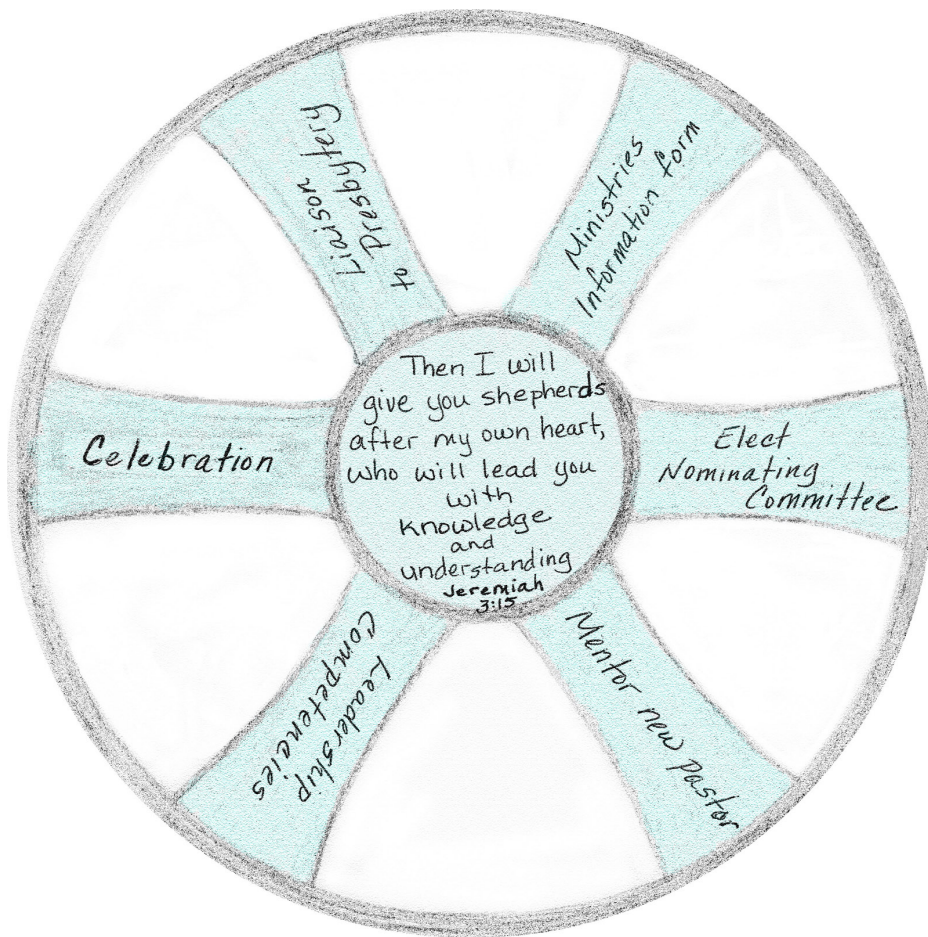 Liaison
to Presbytery
Ministries
Information form
Celebration
Then I will
give you shepherds
after my own heart,
who will lead you
with
knowledge
and
understanding
Jeremiah
3:15
Elect
Nominating
Committee
Leadership
Competencies
Mentor new pastor